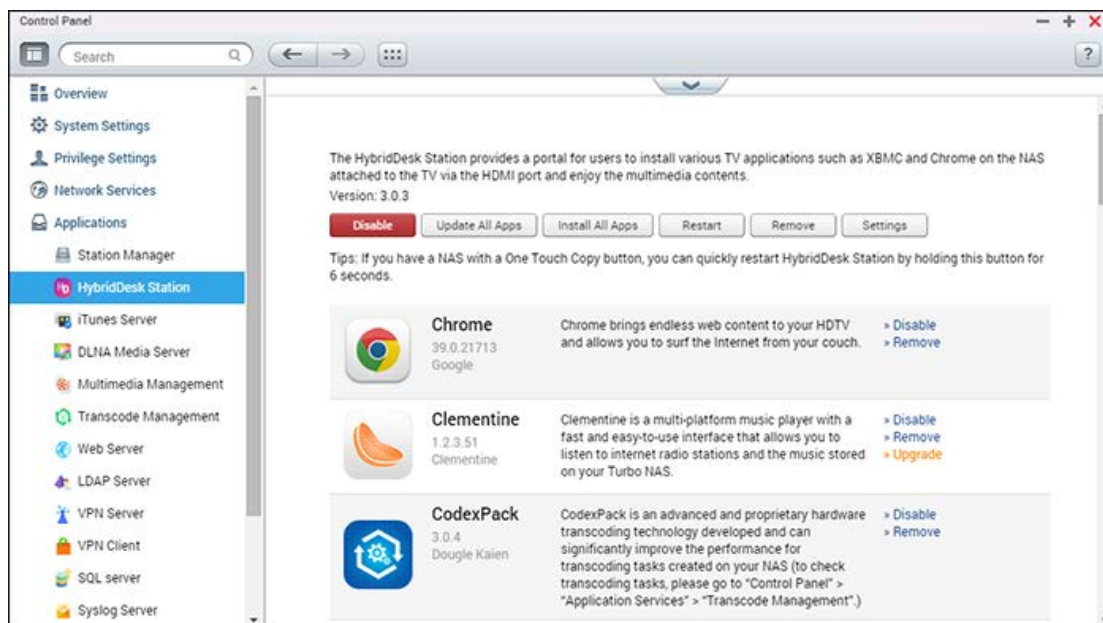 Control Panel
Search
?
Overview
System Settings
Privilege Settings
Network Services
Applications
Station Manager
HybridDesk Station
iTunes Server
DLNA Media Server
Multimedia Management
Transcode Management
Web Server
LDAP Server
VPN Server
VPN Client
SQL server
Syslog Server
The HybridDesk Station provides a portal for users to install various TV applications such as XBMC and Chrome on the NAS
attached to the TV via the HDMI port and enjoy the multimedia contents.
Version: 3.0.3
Disable Update All Apps Install All Apps Restart Remove Settings
Tips: If you have a NAS with a One Touch Copy button, you can quickly restart HybridDesk Station by holding this button for
6 seconds.
Chrome
39.0.21713
Google
Chrome brings endless web content to your HDTV
and allows you to surf the Internet from your couch.
» Disable
» Remove
Clementine
1.2.3.51
Clementine
Clementine is a multi-platform music player with a
fast and easy-to-use interface that allows you to
listen to internet radio stations and the music stored
on your Turbo NAS.
» Disable
» Remove
» Upgrade
CodexPack
3.0.4
Dougle Kaien
CodexPack is an advanced and proprietary hardware
transcoding technology developed and can
significantly improve the performance for
transcoding tasks created on your NAS (to check
transcoding tasks, please go to "Control Panel" >
"Application Services" > "Transcode Management".)
» Disable
» Remove